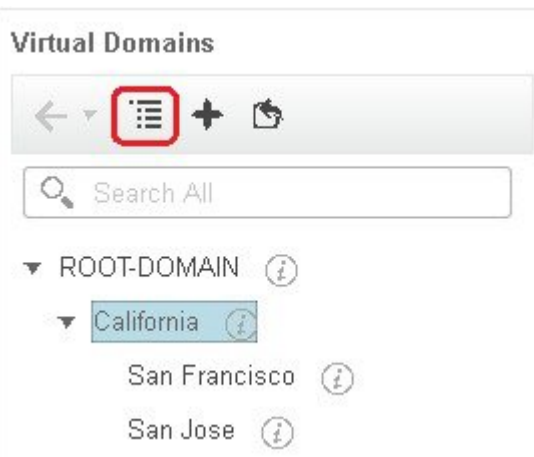 Virtual Domains
Search All
ROOT-DOMAIN
California
San Francisco
San Jose